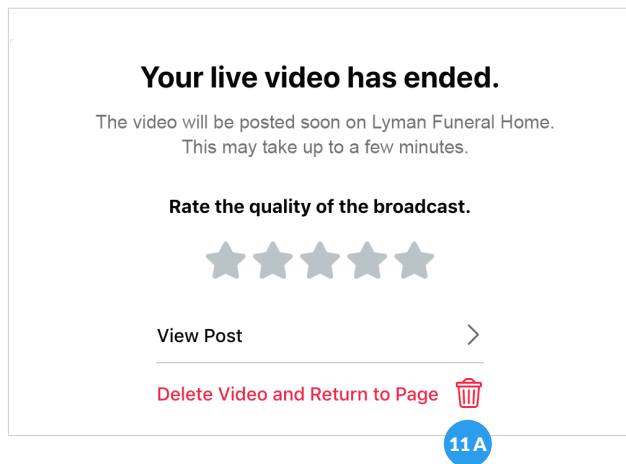 Your live video has ended.
The video will be posted soon on Lyman Funeral Home.
This may take up to a few minutes.
Rate the quality of the broadcast.
View Post
Delete Video and Return to Page
11 A